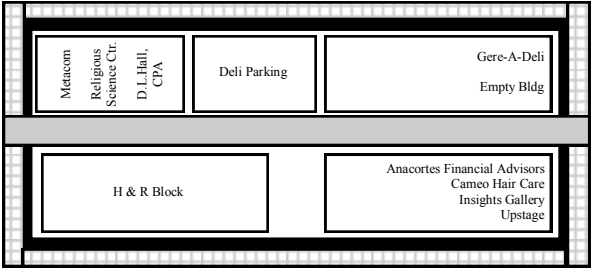 Metacom
Religious
Science Ctr.
D.L.Hall,
CPA
Deli Parking
Gere-A-Deli
Empty Bldg
H & R Block
Anacortes Financial Advisors
Cameo Hair Care
Insights Gallery
Upstage